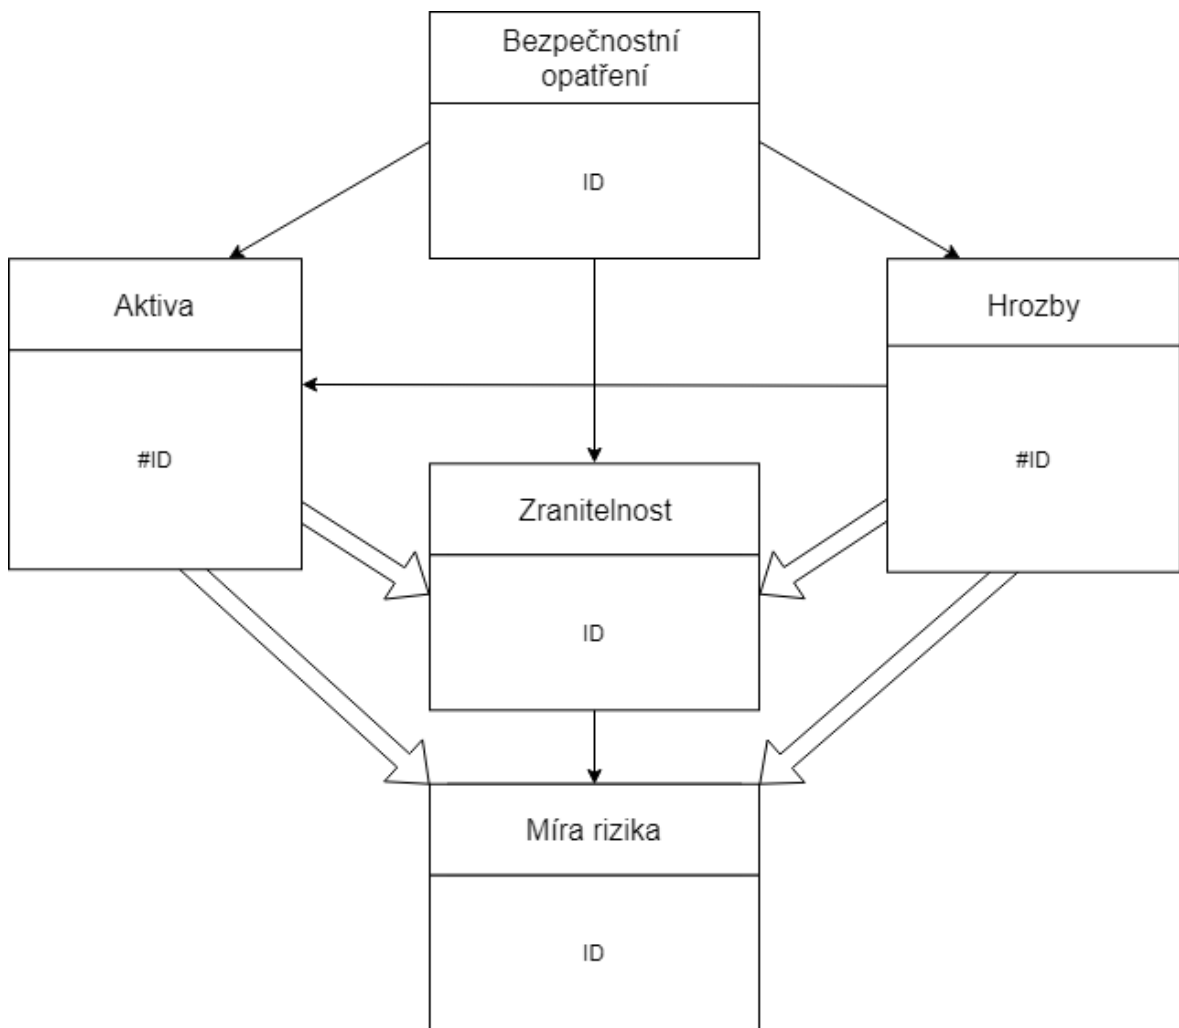 Bezpečnostní
opatření
ID
Aktiva
Hrozby
#ID
#ID
Zranitelnost
ID
Míra rizika
ID